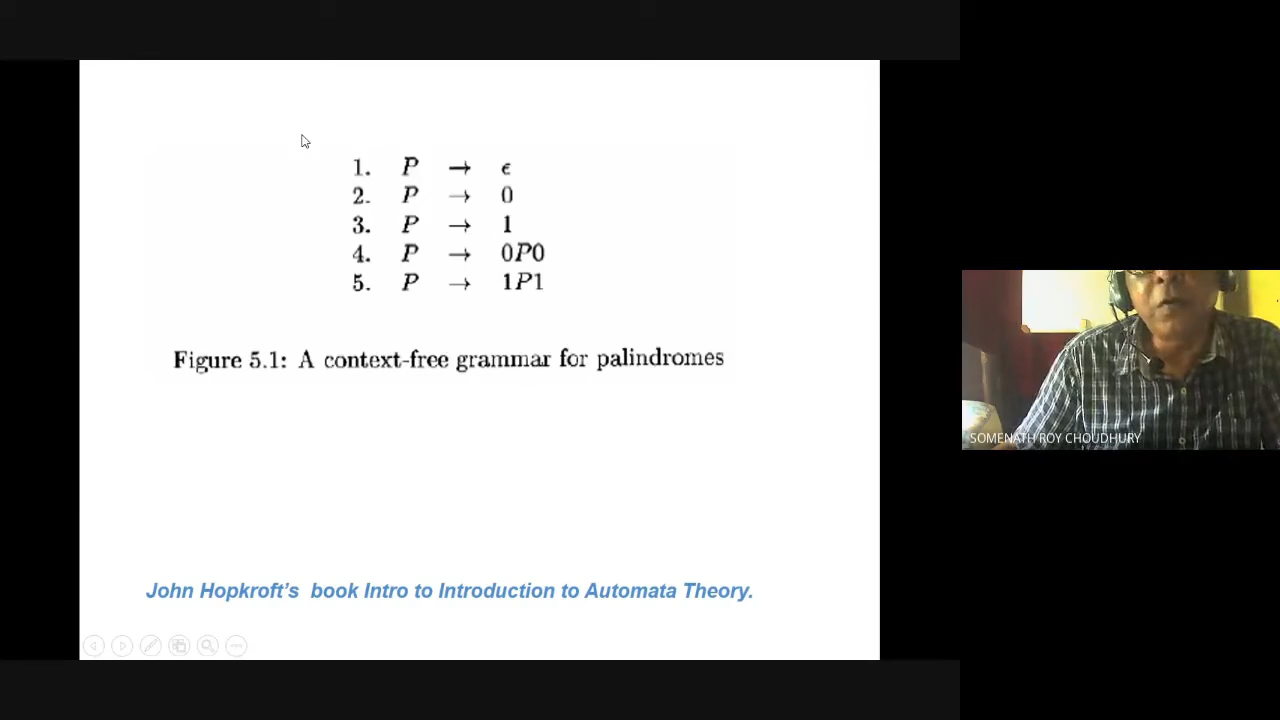 1. P → ϵ
2. P → 0
3. P → 1
4. P → 0P0
5. P → 1P1
Figure 5.1: A context-free grammar for palindromes
SOMENATH ROY CHOUDHURY
John Hopkroft’s book Intro to Introduction to Automata Theory.